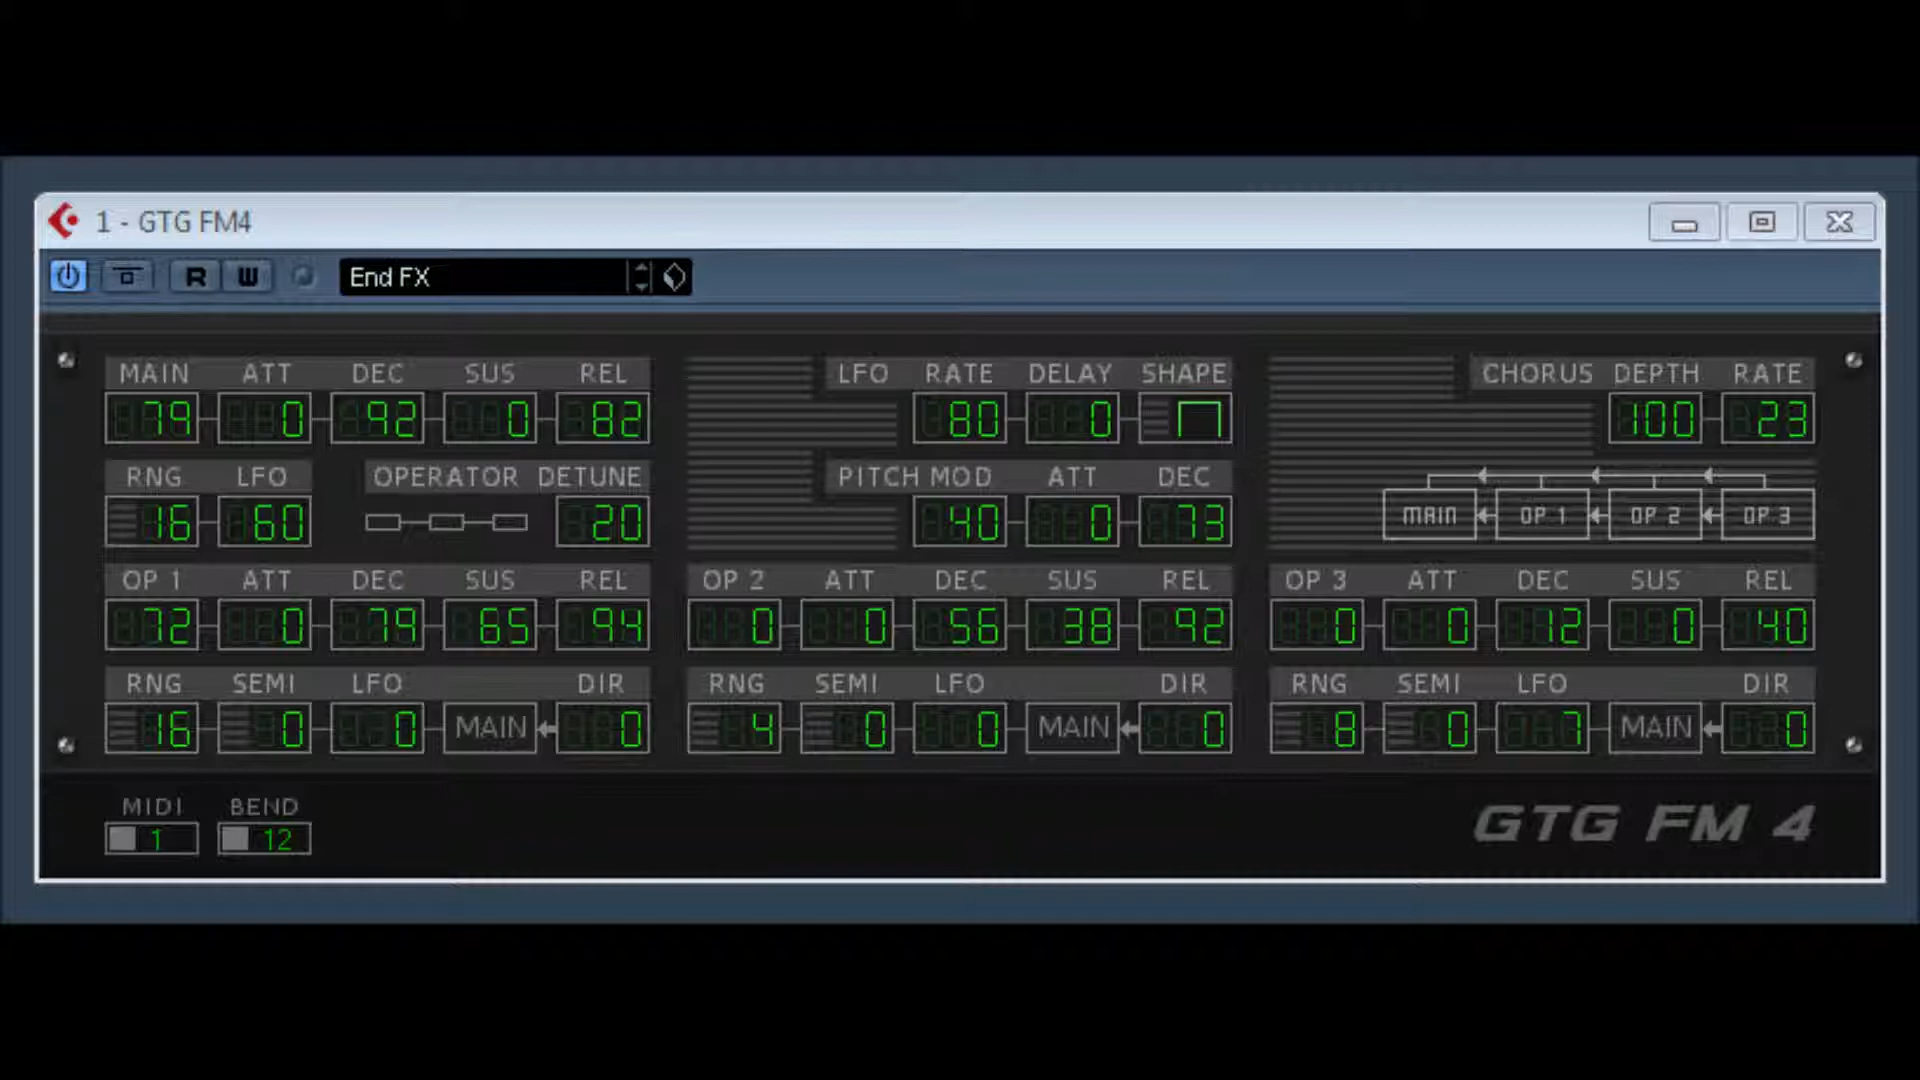 1 - GTG FM4
R W End FX
MAIN ATT DEC SUS REL LFO RATE DELAY SHAPE CHORUS DEPTH RATE
79 0 92 0 82 80 0 100 23
RNG LFO OPERATOR DETUNE PITCH MOD ATT DEC
16 60 20 40 0 73 MAIN OP 1 OP 2 OP 3
OP 1 ATT DEC SUS REL OP 2 ATT DEC SUS REL OP 3 ATT DEC SUS REL
72 0 79 65 94 0 0 56 38 92 0 0 12 0 40
RNG SEMI LFO DIR RNG SEMI LFO DIR RNG SEMI LFO DIR
16 0 0 MAIN 0 4 0 0 MAIN 0 8 0 7 MAIN 0
MIDI BEND
1 12
GTG FM 4